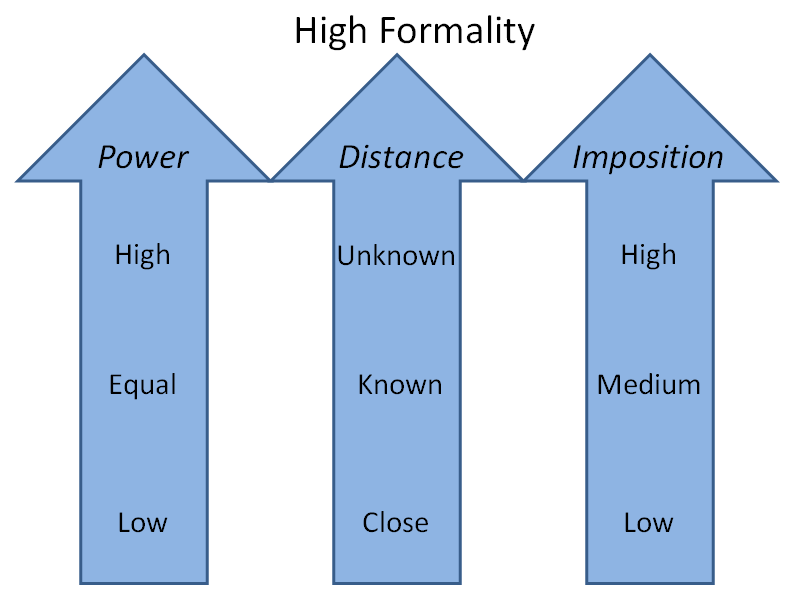 High Formality
Power
Distance
Imposition
High
Unknown
High
Equal
Known
Medium
Low
Close
Low